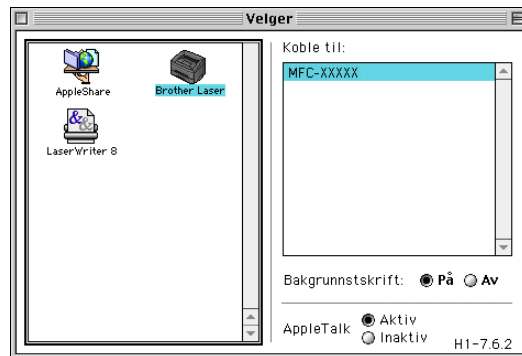 Velger
AppleShare
Brother Laser
LaserWriter 8
Koble til:
MFC-XXXXX
Bakgrunnstskrift: På Av
AppleTalk Aktiv
Inaktiv
H1-7.6.2